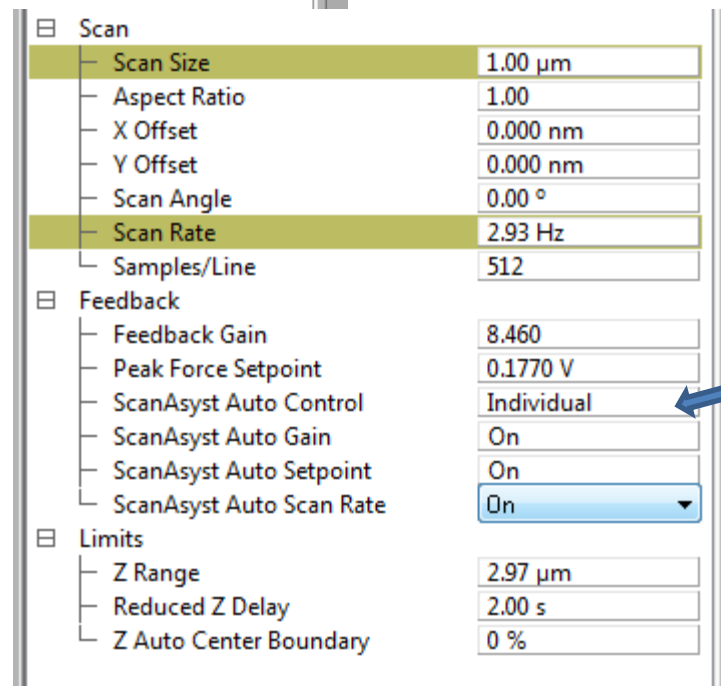 Scan
Scan Size 1.00 µm
Aspect Ratio 1.00
X Offset 0.000 nm
Y Offset 0.000 nm
Scan Angle 0.00 º
Scan Rate 2.93 Hz
Samples/Line 512
Feedback
Feedback Gain 8.460
Peak Force Setpoint 0.1770 V
ScanAsyst Auto Control Individual
ScanAsyst Auto Gain On
ScanAsyst Auto Setpoint On
ScanAsyst Auto Scan Rate On
Limits
Z Range 2.97 µm
Reduced Z Delay 2.00 s
Z Auto Center Boundary 0 %